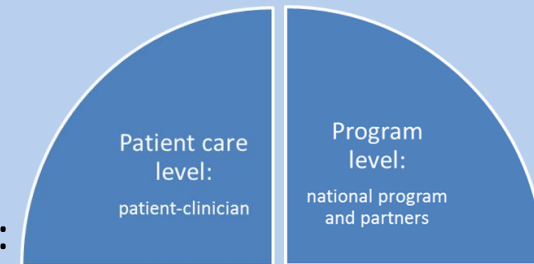 Patient care
level:
patient-clinician
Program
level:
national program
and partners
: